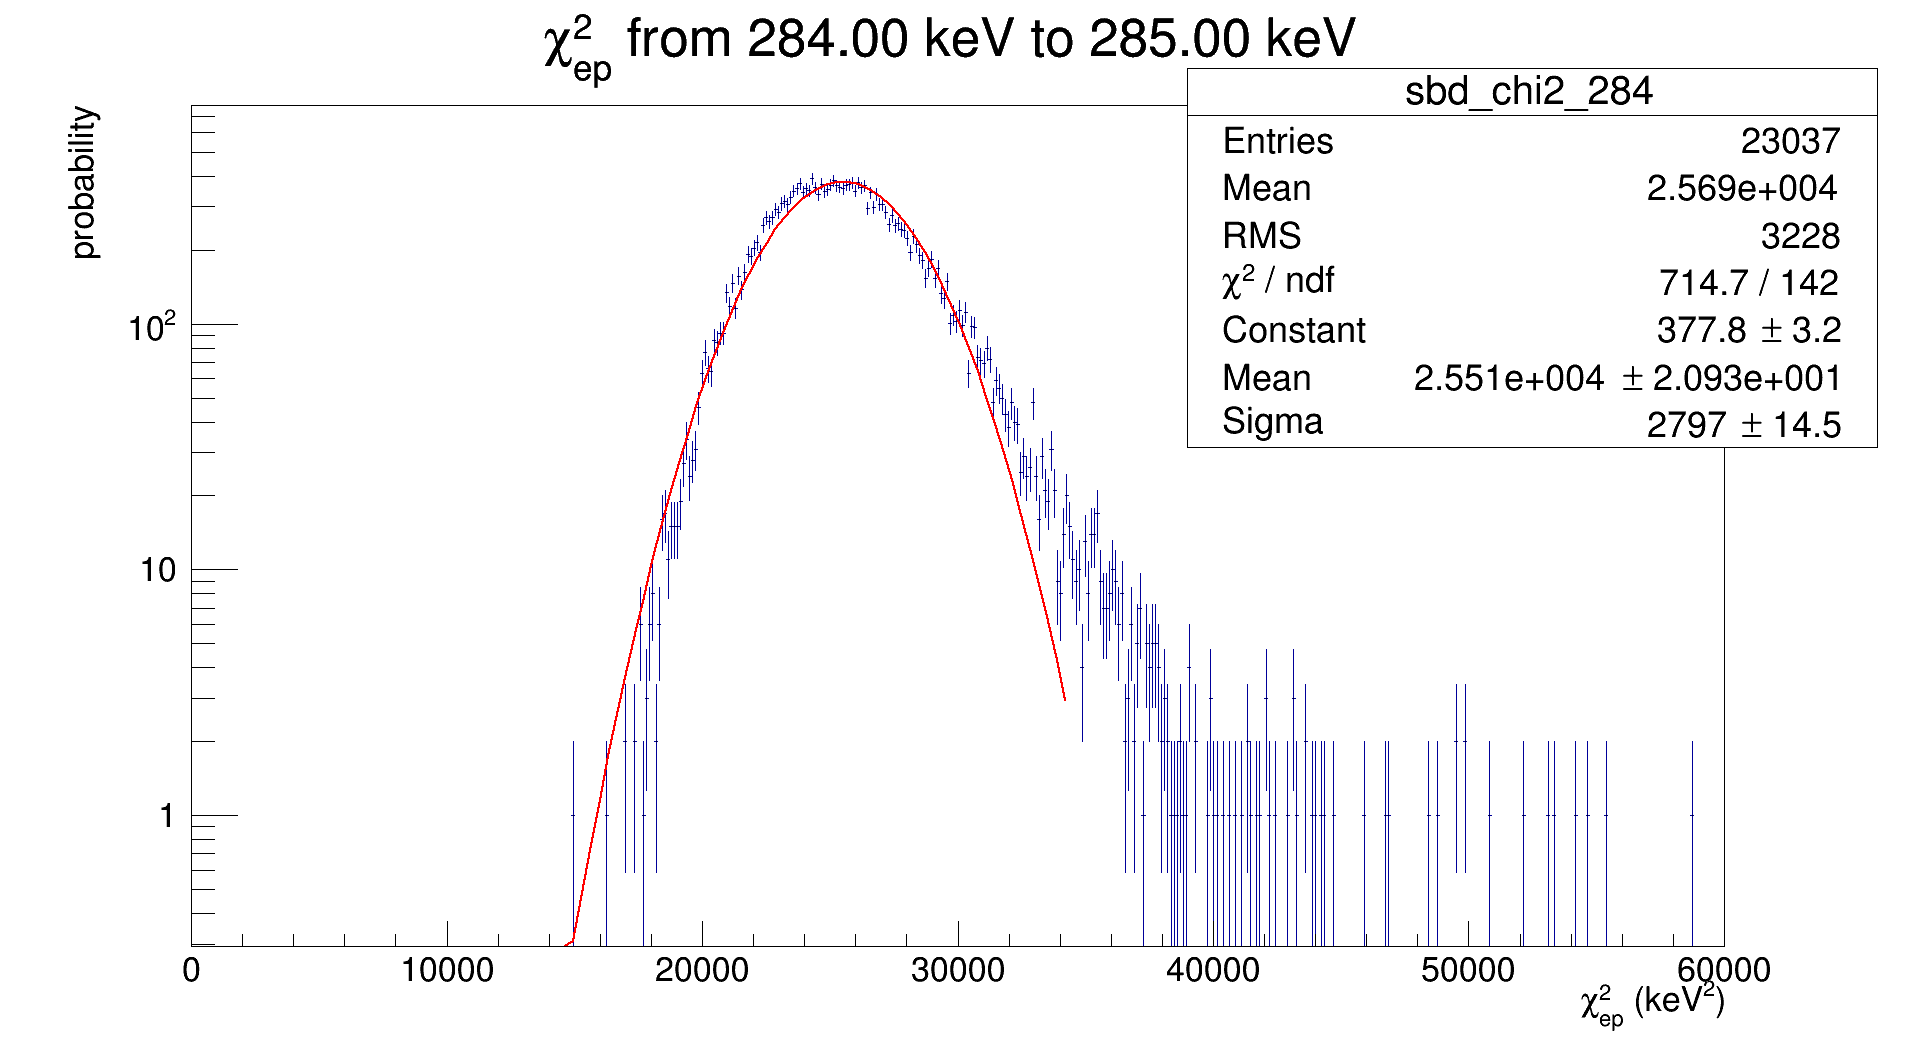 χ²ep from 284.00 keV to 285.00 keV
probability
sbd_chi2_284
Entries 23037
Mean 2.569e+004
RMS 3228
χ² / ndf 714.7 / 142
Constant 377.8 ± 3.2
Mean 2.551e+004 ± 2.093e+001
Sigma 2797 ± 14.5
10²
10
1
0 10000 20000 30000 40000 50000 60000
χ²ep (keV²)